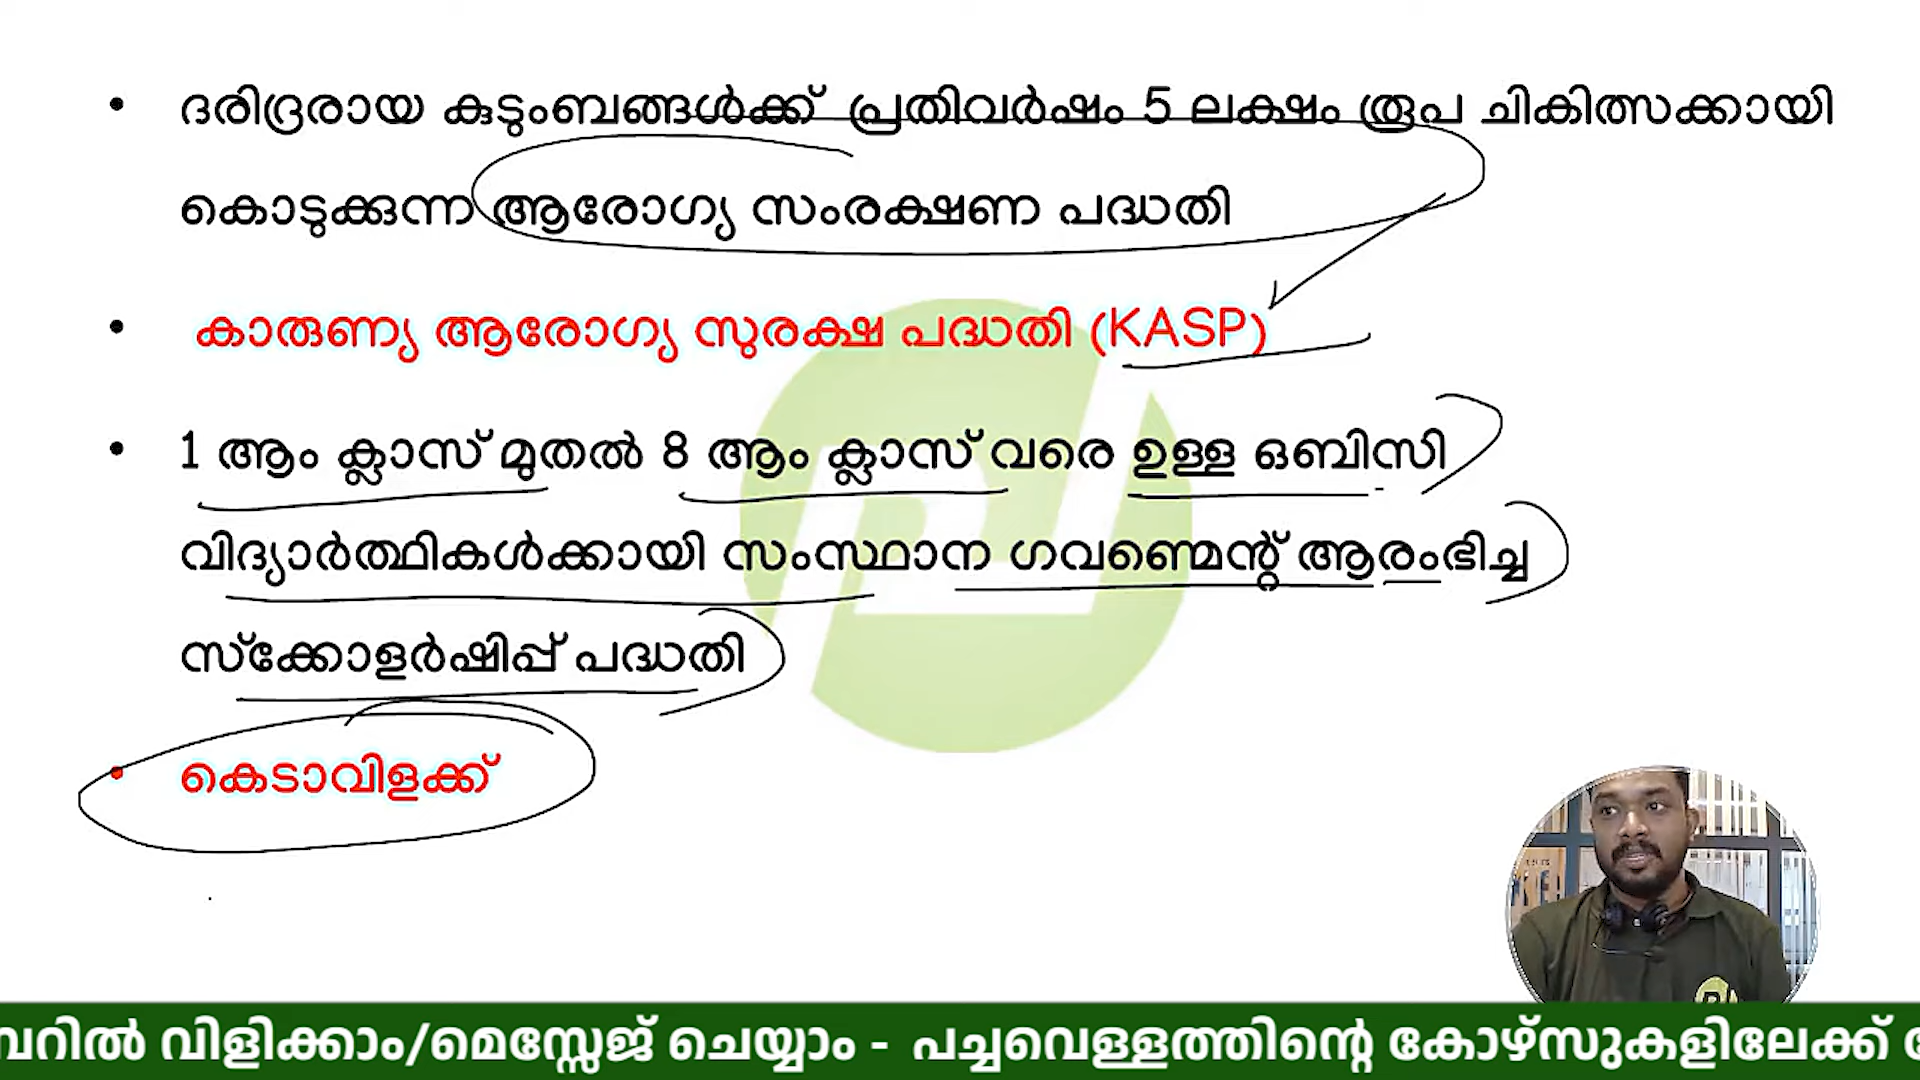 • ദരിദ്രരായ കുടുംബങ്ങൾക്ക് പ്രതിവർഷം 5 ലക്ഷം രൂപ ചികിത്സക്കായി
കൊടുക്കുന്ന ആരോഗ്യ സംരക്ഷണ പദ്ധതി
• കാരുണ്യ ആരോഗ്യ സുരക്ഷ പദ്ധതി (KASP)
• 1 ആം ക്ലാസ് മുതൽ 8 ആം ക്ലാസ് വരെ ഉള്ള ഒബിസി
വിദ്യാർത്ഥികൾക്കായി സംസ്ഥാന ഗവണ്മെന്റ് ആരംഭിച്ച
സ്ക്കോളർഷിപ്പ് പദ്ധതി
• കെടാവിളക്ക്
ബറിൽ വിളിക്കാം/മെസ്സേജ് ചെയ്യാം - പച്ചവെള്ളത്തിന്റെ കോഴ്സുകളിലേക്ക്